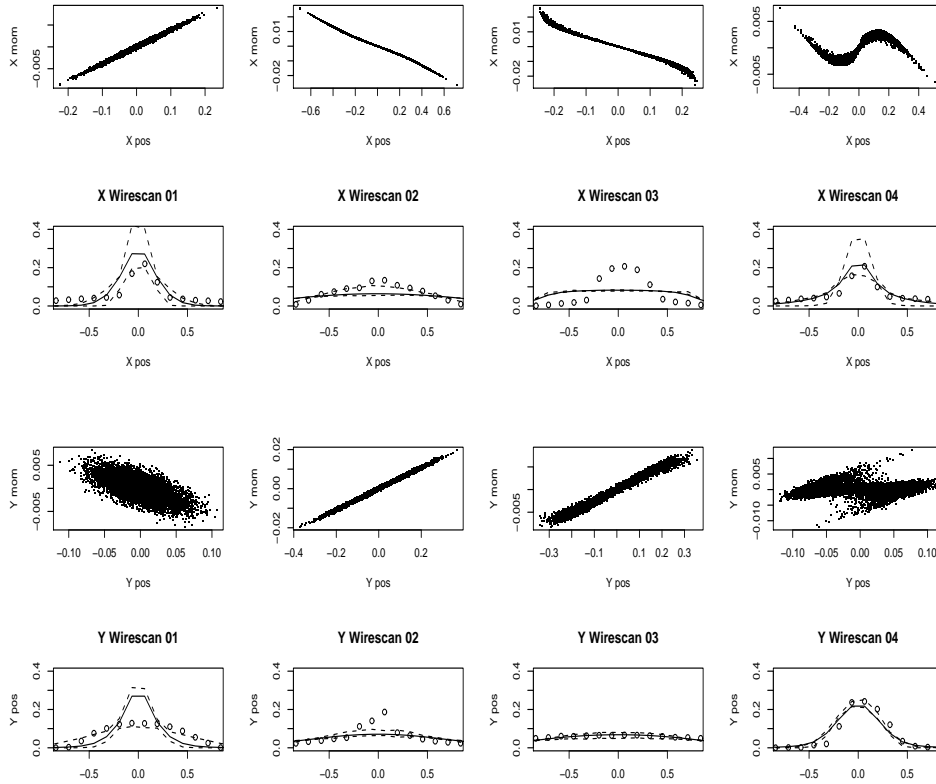 X mom
−0.005
−0.2 −0.1 0.0 0.1 0.2
X pos
X mom
0.01
−0.02
−0.6 −0.2 0.2 0.4 0.6
X pos
X mom
0.01
−0.02
−0.2 −0.1 0.0 0.1 0.2
X pos
X mom
0.005
−0.005
−0.4 −0.2 0.0 0.2 0.4
X pos
X Wirescan 01
X pos
0.4
0.2
0.0
−0.5 0.0 0.5
X pos
X Wirescan 02
X pos
0.4
0.2
0.0
−0.5 0.0 0.5
X pos
X Wirescan 03
X pos
0.4
0.2
0.0
−0.5 0.0 0.5
X pos
X Wirescan 04
X pos
0.4
0.2
0.0
−0.5 0.0 0.5
X pos
Y mom
0.005
−0.005
−0.10 −0.05 0.00 0.05 0.10
Y pos
Y mom
0.02
0.00
−0.02
−0.4 −0.2 0.0 0.2
Y pos
Y mom
−0.005
−0.3 −0.1 0.1 0.2 0.3
Y pos
Y mom
0.005
−0.010
−0.10 −0.05 0.00 0.05 0.10
Y pos
Y Wirescan 01
Y pos
0.4
0.2
0.0
−0.5 0.0 0.5
Y Wirescan 02
Y pos
0.4
0.2
0.0
−0.5 0.0 0.5
Y Wirescan 03
Y pos
0.4
0.2
0.0
−0.5 0.0 0.5
Y Wirescan 04
Y pos
0.4
0.2
0.0
−0.5 0.0 0.5